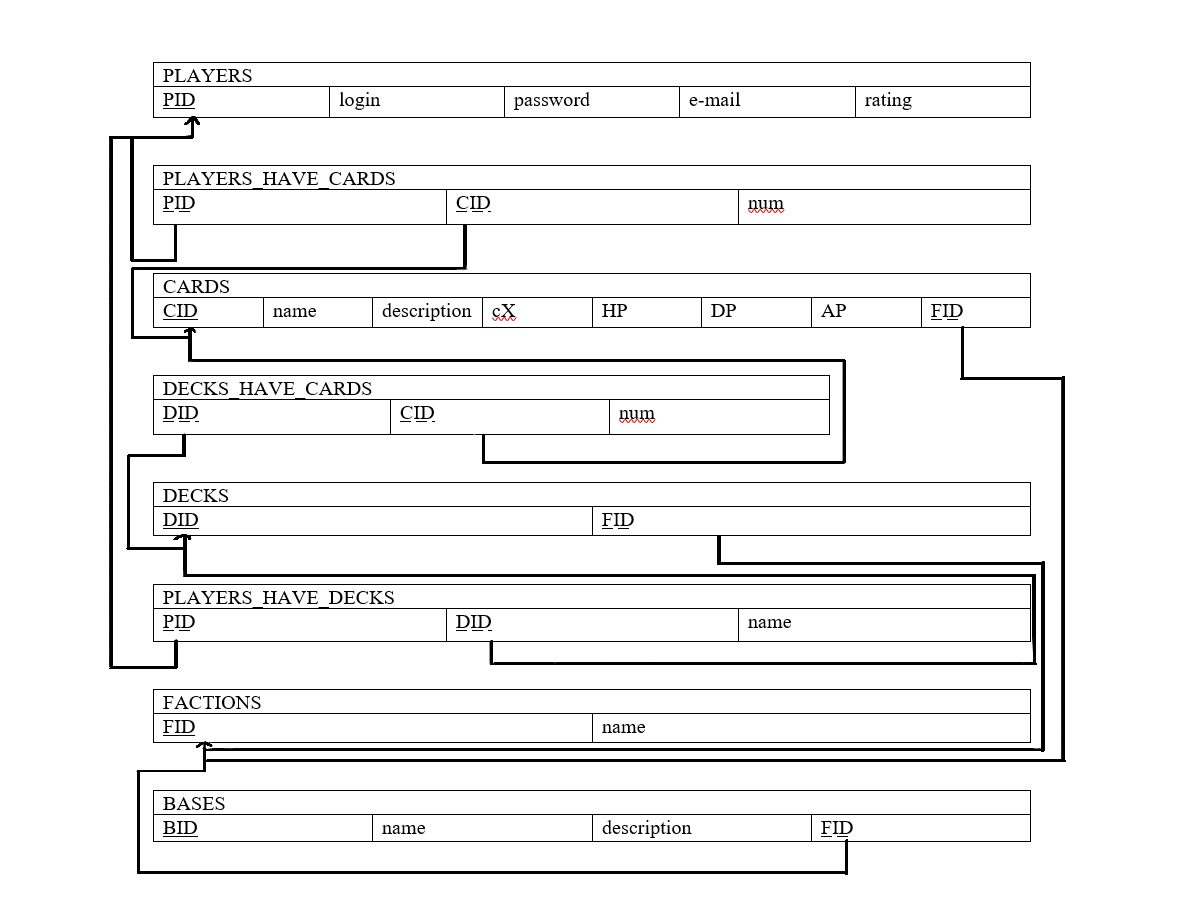 PLAYERS
PID login password e-mail rating
PLAYERS_HAVE_CARDS
PID CID num
CARDS
CID name description cX HP DP AP FID
DECKS_HAVE_CARDS
DID CID num
DECKS
DID FID
PLAYERS_HAVE_DECKS
PID DID name
FACTIONS
FID name
BASES
BID name description FID